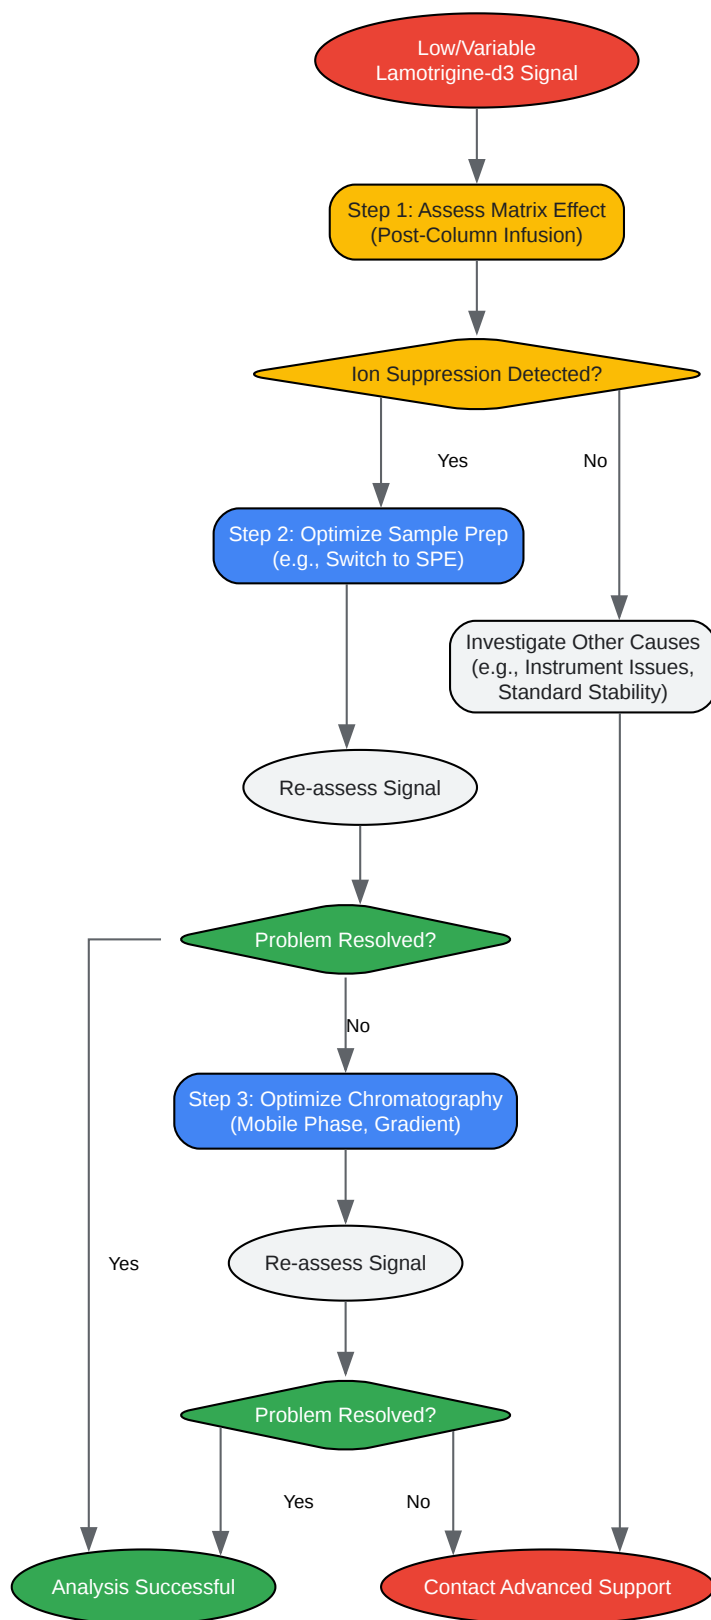 Low/Variable
Lamotrigine-d3 Signal
Step 1: Assess Matrix Effect
(Post-Column Infusion)
Ion Suppression Detected?
Yes
No
Step 2: Optimize Sample Prep
(e.g., Switch to SPE)
Investigate Other Causes
(e.g., Instrument Issues,
Standard Stability)
Re-assess Signal
Problem Resolved?
No
Step 3: Optimize Chromatography
(Mobile Phase, Gradient)
Re-assess Signal
Yes
Problem Resolved?
Yes
No
Analysis Successful
Contact Advanced Support